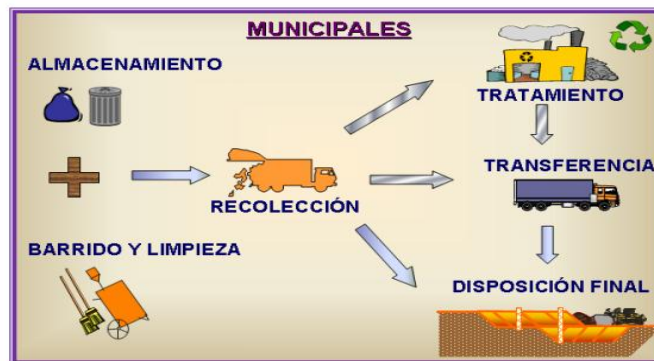 MUNICIPALES
ALMACENAMIENTO
TRATAMIENTO
TRANSFERENCIA
RECOLECCIÓN
BARRIDO Y LIMPIEZA
DISPOSICIÓN FINAL